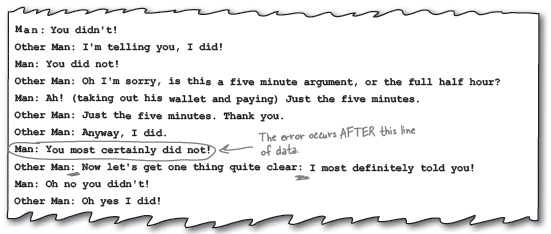 Man: You didn't!
Other Man: I'm telling you, I did!
Man: You did not!
Other Man: Oh I'm sorry, is this a five minute argument, or the full half hour?
Man: Ah! (taking out his wallet and paying) Just the five minutes.
Other Man: Just the five minutes. Thank you.
Other Man: Anyway, I did.
Man: You most certainly did not!
The error occurs AFTER this line
of data.
Other Man: Now let's get one thing quite clear: I most definitely told you!
Man: Oh no you didn't!
Other Man: Oh yes I did!